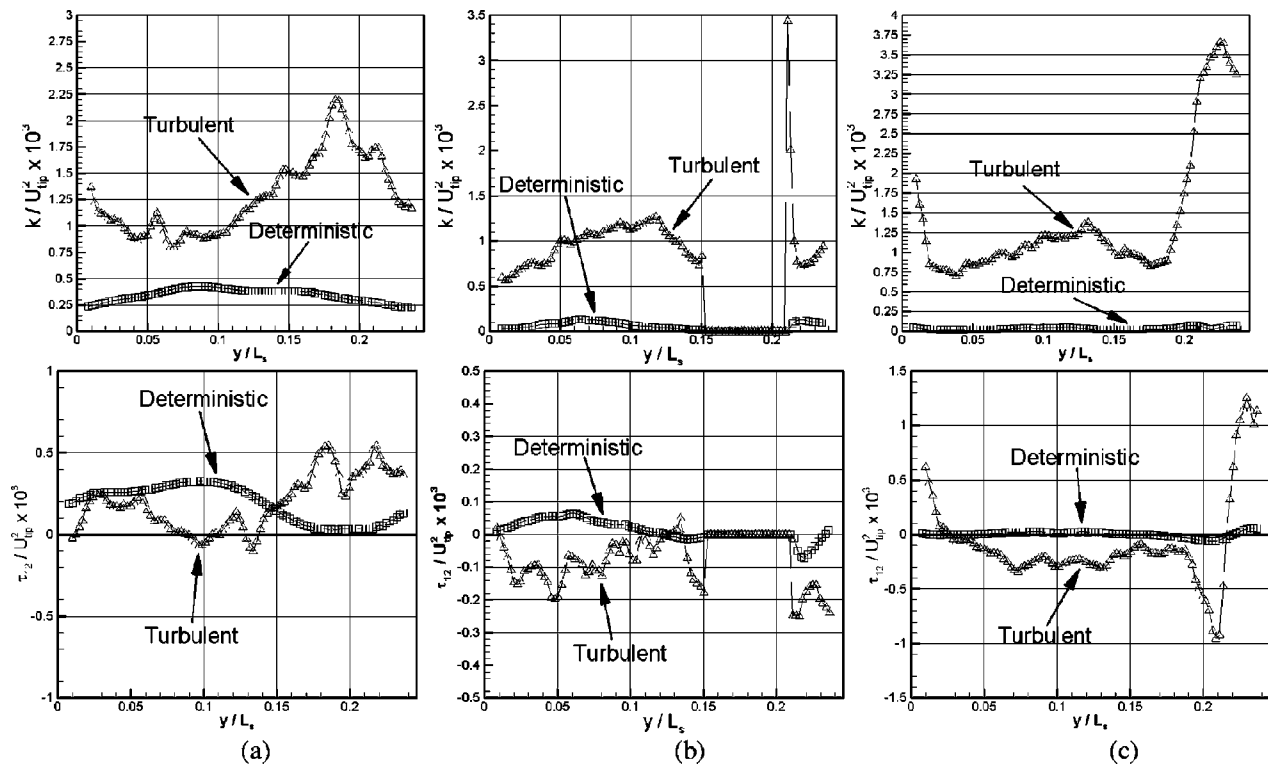 3
2.75
2.5
2.25
2
1.75
1.5
1.25
1
0.75
0.5
0.25
0
k / U²tip x 10³
Turbulent
Deterministic
0 0.05 0.1 0.15 0.2
y / Ls
3.5
3
2.5
2
1.5
1
0.5
0
k / U²tip x 10³
Deterministic
Turbulent
0 0.05 0.1 0.15 0.2
y / Ls
4
3.75
3.5
3.25
3
2.75
2.5
2.25
2
1.75
1.5
1.25
1
0.75
0.5
0.25
0
k / U²tip x 10³
Turbulent
Deterministic
0 0.05 0.1 0.15 0.2
y / Ls
1
0.5
0
-0.5
-1
τ12 / U²tip x 10³
Deterministic
Turbulent
0.05 0.1 0.15 0.2
y / Ls
(a)
0.5
0.4
0.3
0.2
0.1
0
-0.1
-0.2
-0.3
-0.4
-0.5
τ12 / U²tip x 10³
Deterministic
Turbulent
0 0.05 0.1 0.15 0.2
y / Ls
(b)
1.5
1
0.5
0
-0.5
-1
-1.5
τ12 / U²tip x 10³
Deterministic
Turbulent
0 0.05 0.1 0.15 0.2
y / Ls
(c)